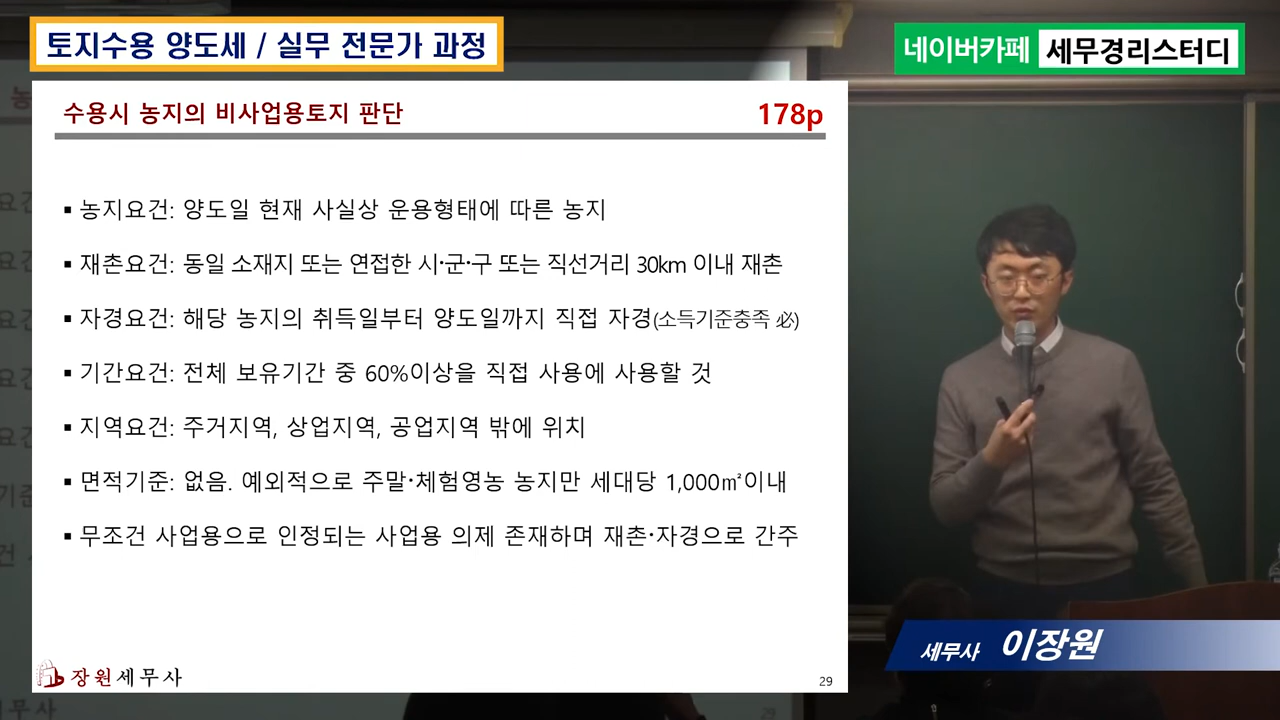 토지수용 양도세 / 실무 전문가 과정
네이버카페 세무경리스터디
수용시 농지의 비사업용토지 판단
178p
▪ 농지요건: 양도일 현재 사실상 운용형태에 따른 농지
▪ 재촌요건: 동일 소재지 또는 연접한 시·군·구 또는 직선거리 30km 이내 재촌
▪ 자경요건: 해당 농지의 취득일부터 양도일까지 직접 자경(소득기준충족 必)
▪ 기간요건: 전체 보유기간 중 60%이상을 직접 사용에 사용할 것
▪ 지역요건: 주거지역, 상업지역, 공업지역 밖에 위치
▪ 면적기준: 없음. 예외적으로 주말·체험영농 농지만 세대당 1,000㎡이내
▪ 무조건 사업용으로 인정되는 사업용 의제 존재하며 재촌·자경으로 간주
세무사 이장원
장원세무사
29